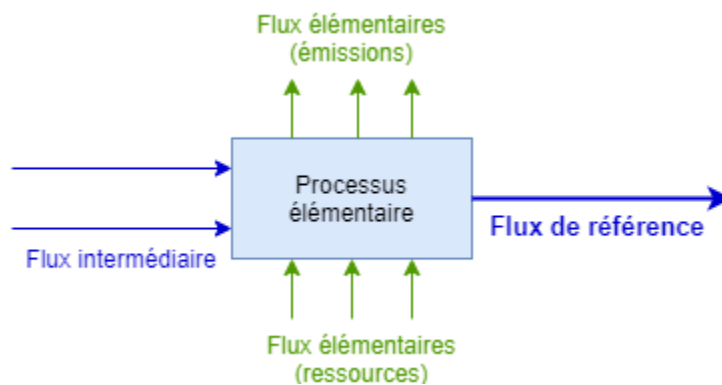 Flux élémentaires
(émissions)
Processus
élémentaire
Flux intermédiaire
Flux de référence
Flux élémentaires
(ressources)